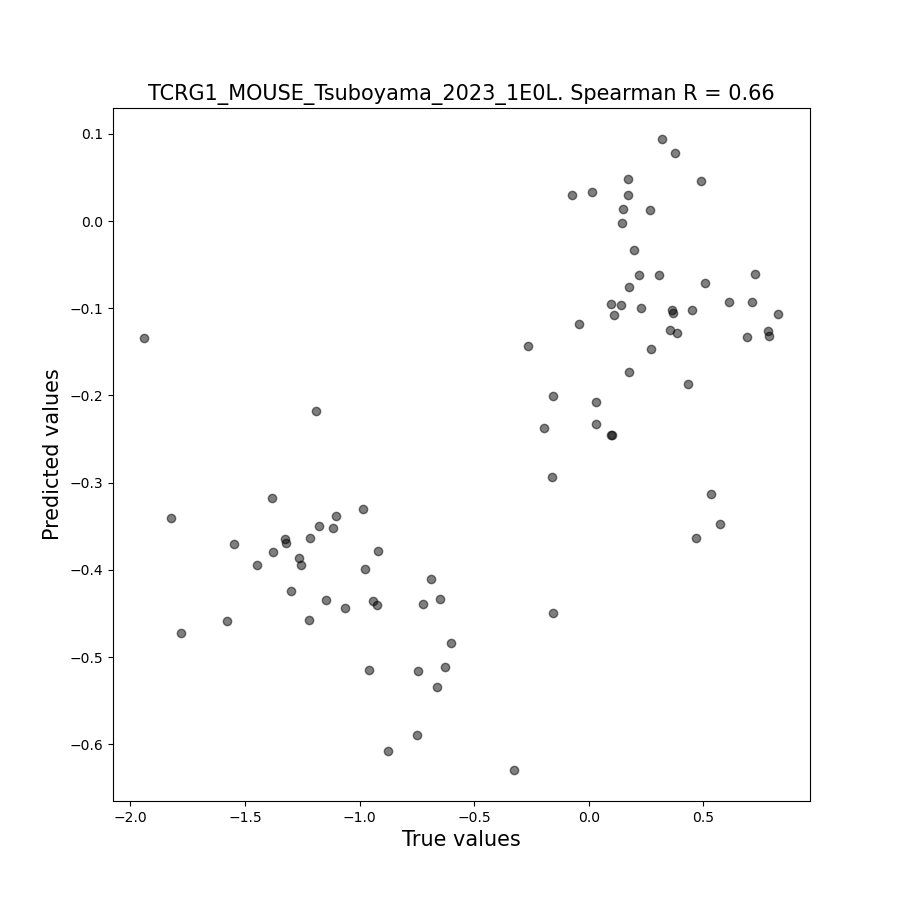 TCRG1_MOUSE_Tsuboyama_2023_1E0L. Spearman R = 0.66
0.1
0.0
−0.1
−0.2
−0.3
−0.4
−0.5
−0.6
Predicted values
−2.0 −1.5 −1.0 −0.5 0.0 0.5
True values